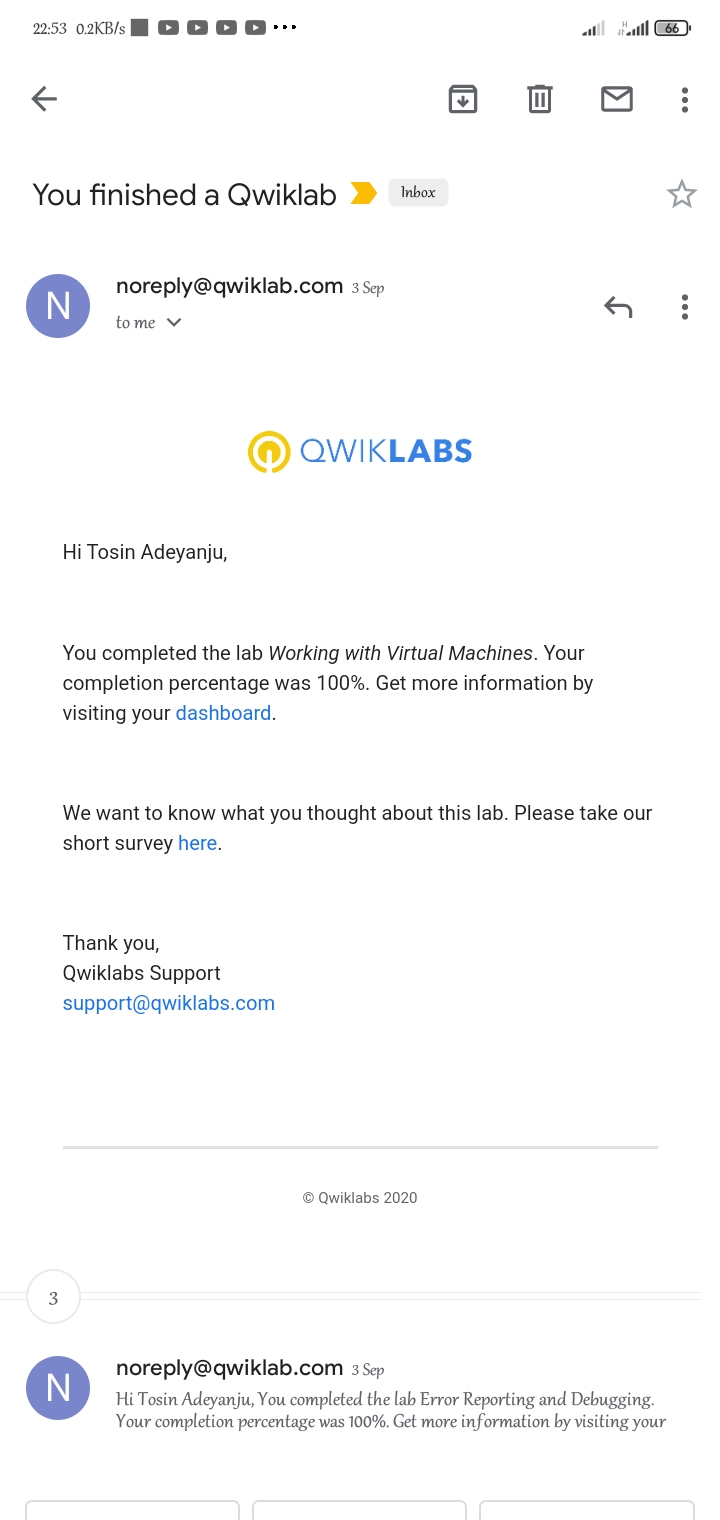 22:53 0.2KB/s H 66
You finished a Qwiklab Inbox
N noreply@qwiklab.com 3 Sep
to me
QWIKLABS
Hi Tosin Adeyanju,
You completed the lab Working with Virtual Machines. Your
completion percentage was 100%. Get more information by
visiting your dashboard.
We want to know what you thought about this lab. Please take our
short survey here.
Thank you,
Qwiklabs Support
support@qwiklabs.com
© Qwiklabs 2020
3
N noreply@qwiklab.com 3 Sep
Hi Tosin Adeyanju, You completed the lab Error Reporting and Debugging.
Your completion percentage was 100%. Get more information by visiting your